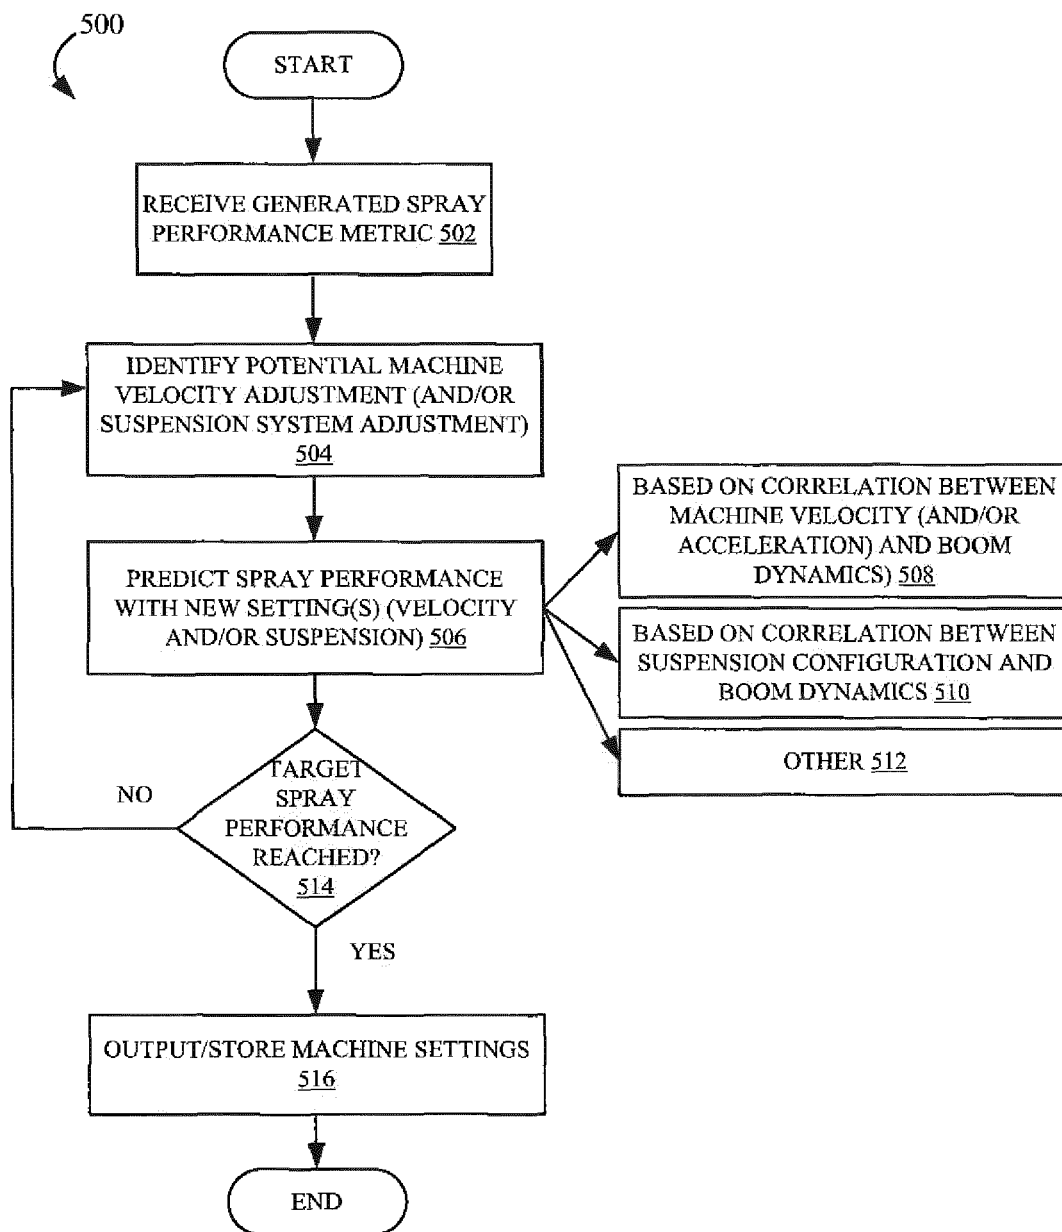 500
START
RECEIVE GENERATED SPRAY
PERFORMANCE METRIC 502
IDENTIFY POTENTIAL MACHINE
VELOCITY ADJUSTMENT (AND/OR
SUSPENSION SYSTEM ADJUSTMENT)
504
PREDICT SPRAY PERFORMANCE
WITH NEW SETTING(S) (VELOCITY
AND/OR SUSPENSION) 506
BASED ON CORRELATION BETWEEN
MACHINE VELOCITY (AND/OR
ACCELERATION) AND BOOM
DYNAMICS) 508
BASED ON CORRELATION BETWEEN
SUSPENSION CONFIGURATION AND
BOOM DYNAMICS 510
OTHER 512
TARGET
SPRAY
PERFORMANCE
REACHED?
514
NO
YES
OUTPUT/STORE MACHINE SETTINGS
516
END